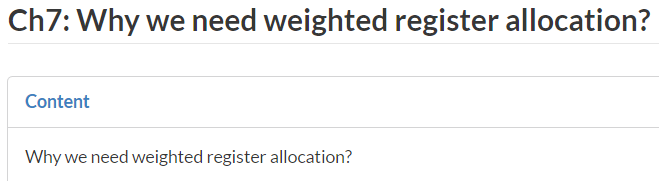 Ch7: Why we need weighted register allocation?
Content
Why we need weighted register allocation?